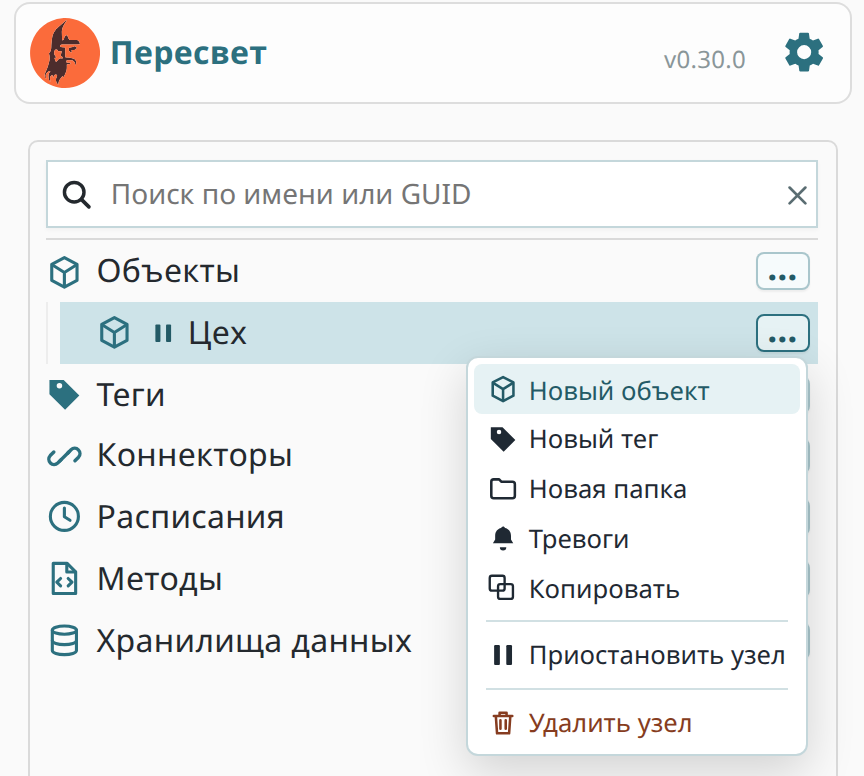 Пересвет
v0.30.0
Поиск по имени или GUID
Объекты
...
Цех
...
Теги
Коннекторы
Расписания
Методы
Хранилища данных
Новый объект
Новый тег
Новая папка
Тревоги
Копировать
Приостановить узел
Удалить узел